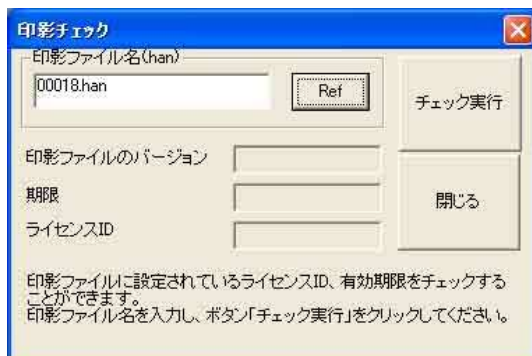 印影チェック
印影ファイル名(han)
00018.han
Ref
チェック実行
印影ファイルのバージョン
期限
閉じる
ライセンスID
印影ファイルに設定されているライセンスID、有効期限をチェックする
ことができます。
印影ファイル名を入力し、ボタン「チェック実行」をクリックしてください。